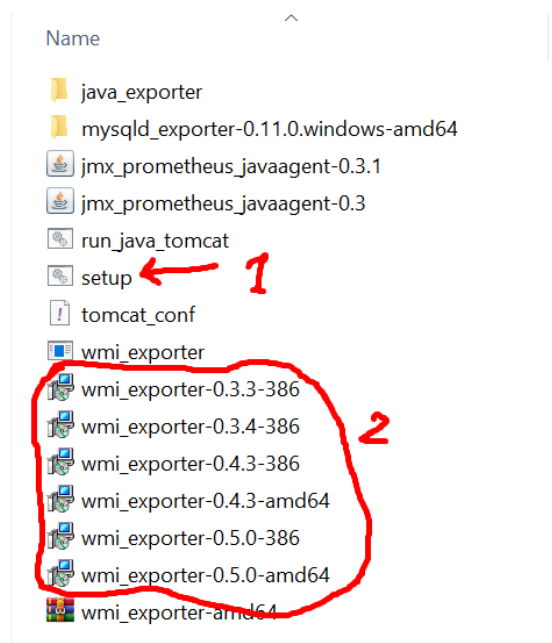 Name
java_exporter
mysqld_exporter-0.11.0.windows-amd64
jmx_prometheus_javaagent-0.3.1
jmx_prometheus_javaagent-0.3
run_java_tomcat
setup 1
tomcat_conf
wmi_exporter
wmi_exporter-0.3.3-386
wmi_exporter-0.3.4-386 2
wmi_exporter-0.4.3-386
wmi_exporter-0.4.3-amd64
wmi_exporter-0.5.0-386
wmi_exporter-0.5.0-amd64
wmi_exporter-amd64